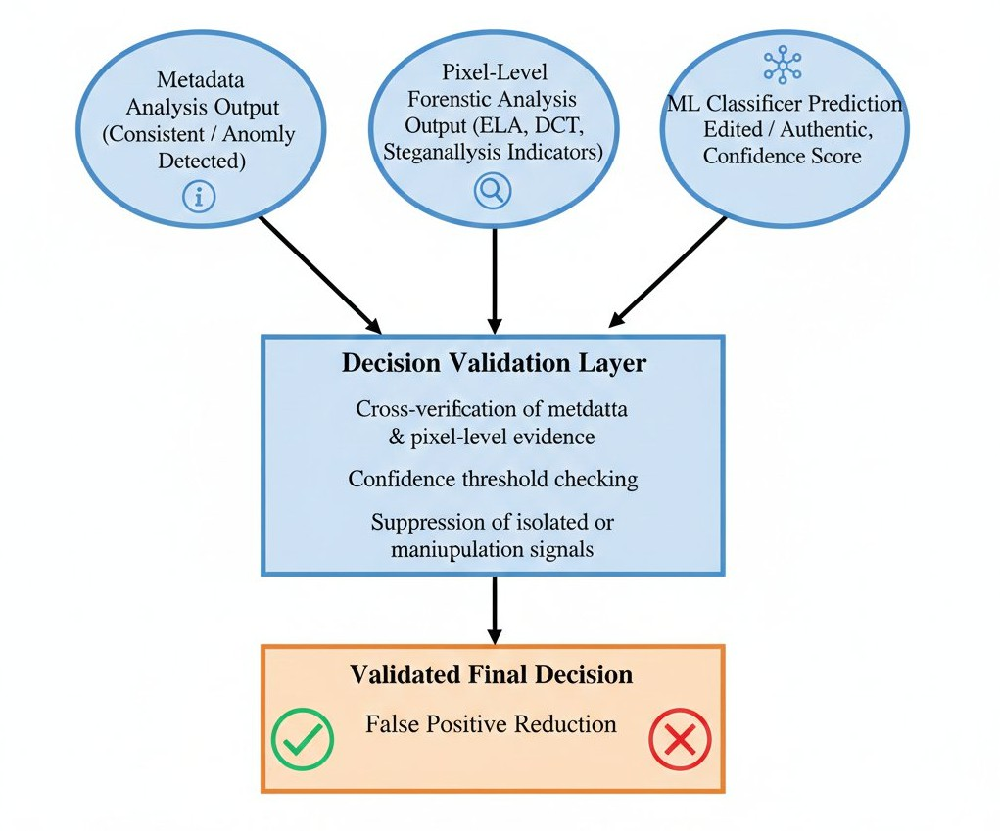 Metadata
Analysis Output
(Consistent / Anomly
Detected)
Pixel-Level
Forenstic Analysis
Output (ELA, DCT,
Steganallysis Indicators)
ML Classificer Prediction
Edited / Authentic,
Confidence Score
Decision Validation Layer
Cross-verification of metdatta
& pixel-level evidence
Confidence threshold checking
Suppression of isolated or
maniupulation signals
Validated Final Decision
False Positive Reduction